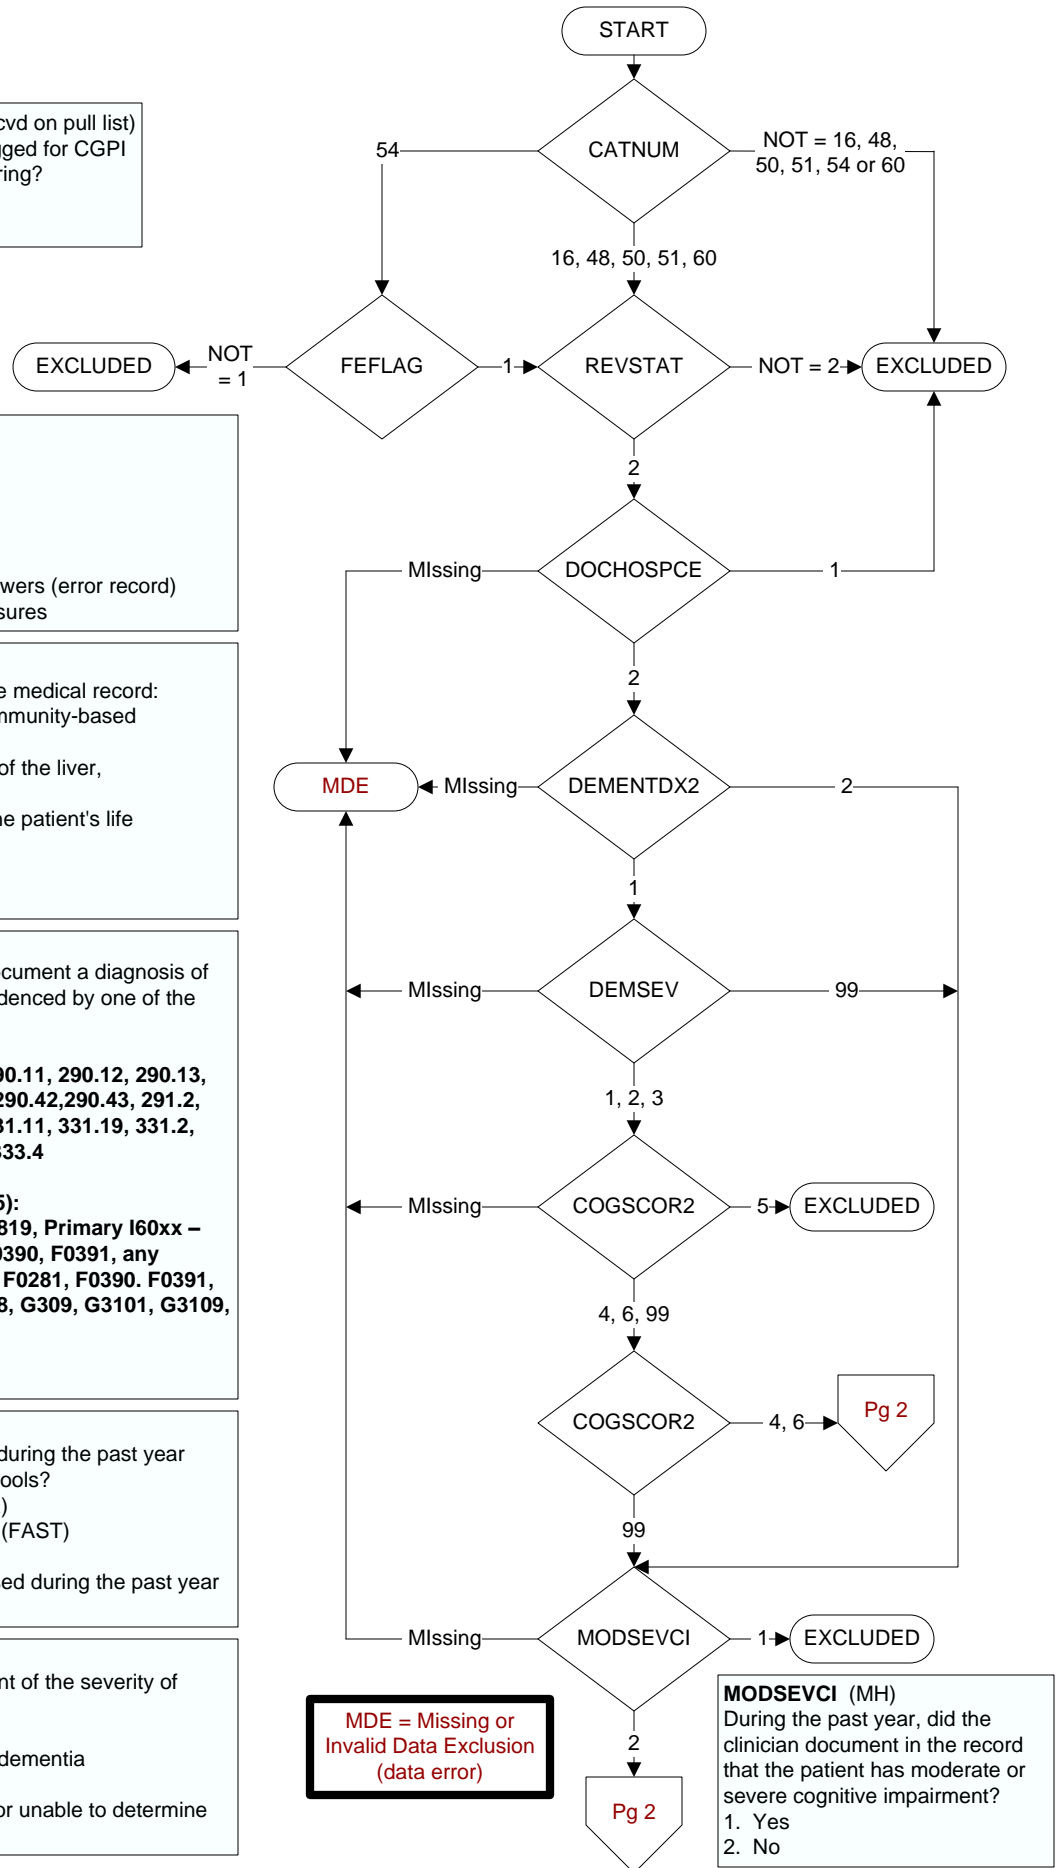 START
cvd on pull list)
gged for CGPI
ring?
CATNUM
54
NOT = 16, 48,
50, 51, 54 or 60
16, 48, 50, 51, 60
EXCLUDED
NOT
= 1
FEFLAG
1
REVSTAT
NOT = 2
EXCLUDED
2
wers (error record)
sures
MIssing
DOCHOSPCE
1
2
e medical record:
mmunity-based
of the liver,
he patient's life
MDE
MIssing
DEMENTDX2
2
1
ocument a diagnosis of
denced by one of the
90.11, 290.12, 290.13,
290.42,290.43, 291.2,
31.11, 331.19, 331.2,
333.4
5):
819, Primary I60xx –
0390, F0391, any
F0281, F0390. F0391,
8, G309, G3101, G3109,
MIssing
DEMSEV
99
1, 2, 3
MIssing
COGSCOR2
5
EXCLUDED
4, 6, 99
during the past year
ools?
)
(FAST)
sed during the past year
COGSCOR2
4, 6
Pg 2
99
nt of the severity of
dementia
or unable to determine
MIssing
MODSEVCI
1
EXCLUDED
2
Pg 2
MDE = Missing or
Invalid Data Exclusion
(data error)
MODSEVCI (MH)
During the past year, did the
clinician document in the record
that the patient has moderate or
severe cognitive impairment?
1. Yes
2. No